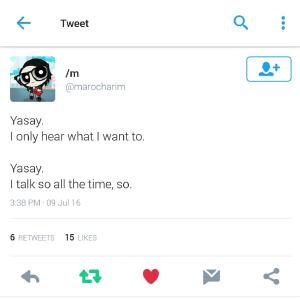 Tweet
/m
@marocharim
Yasay.
I only hear what I want to.
Yasay.
I talk so all the time, so.
3:38 PM · 09 Jul 16
6 RETWEETS 15 LIKES